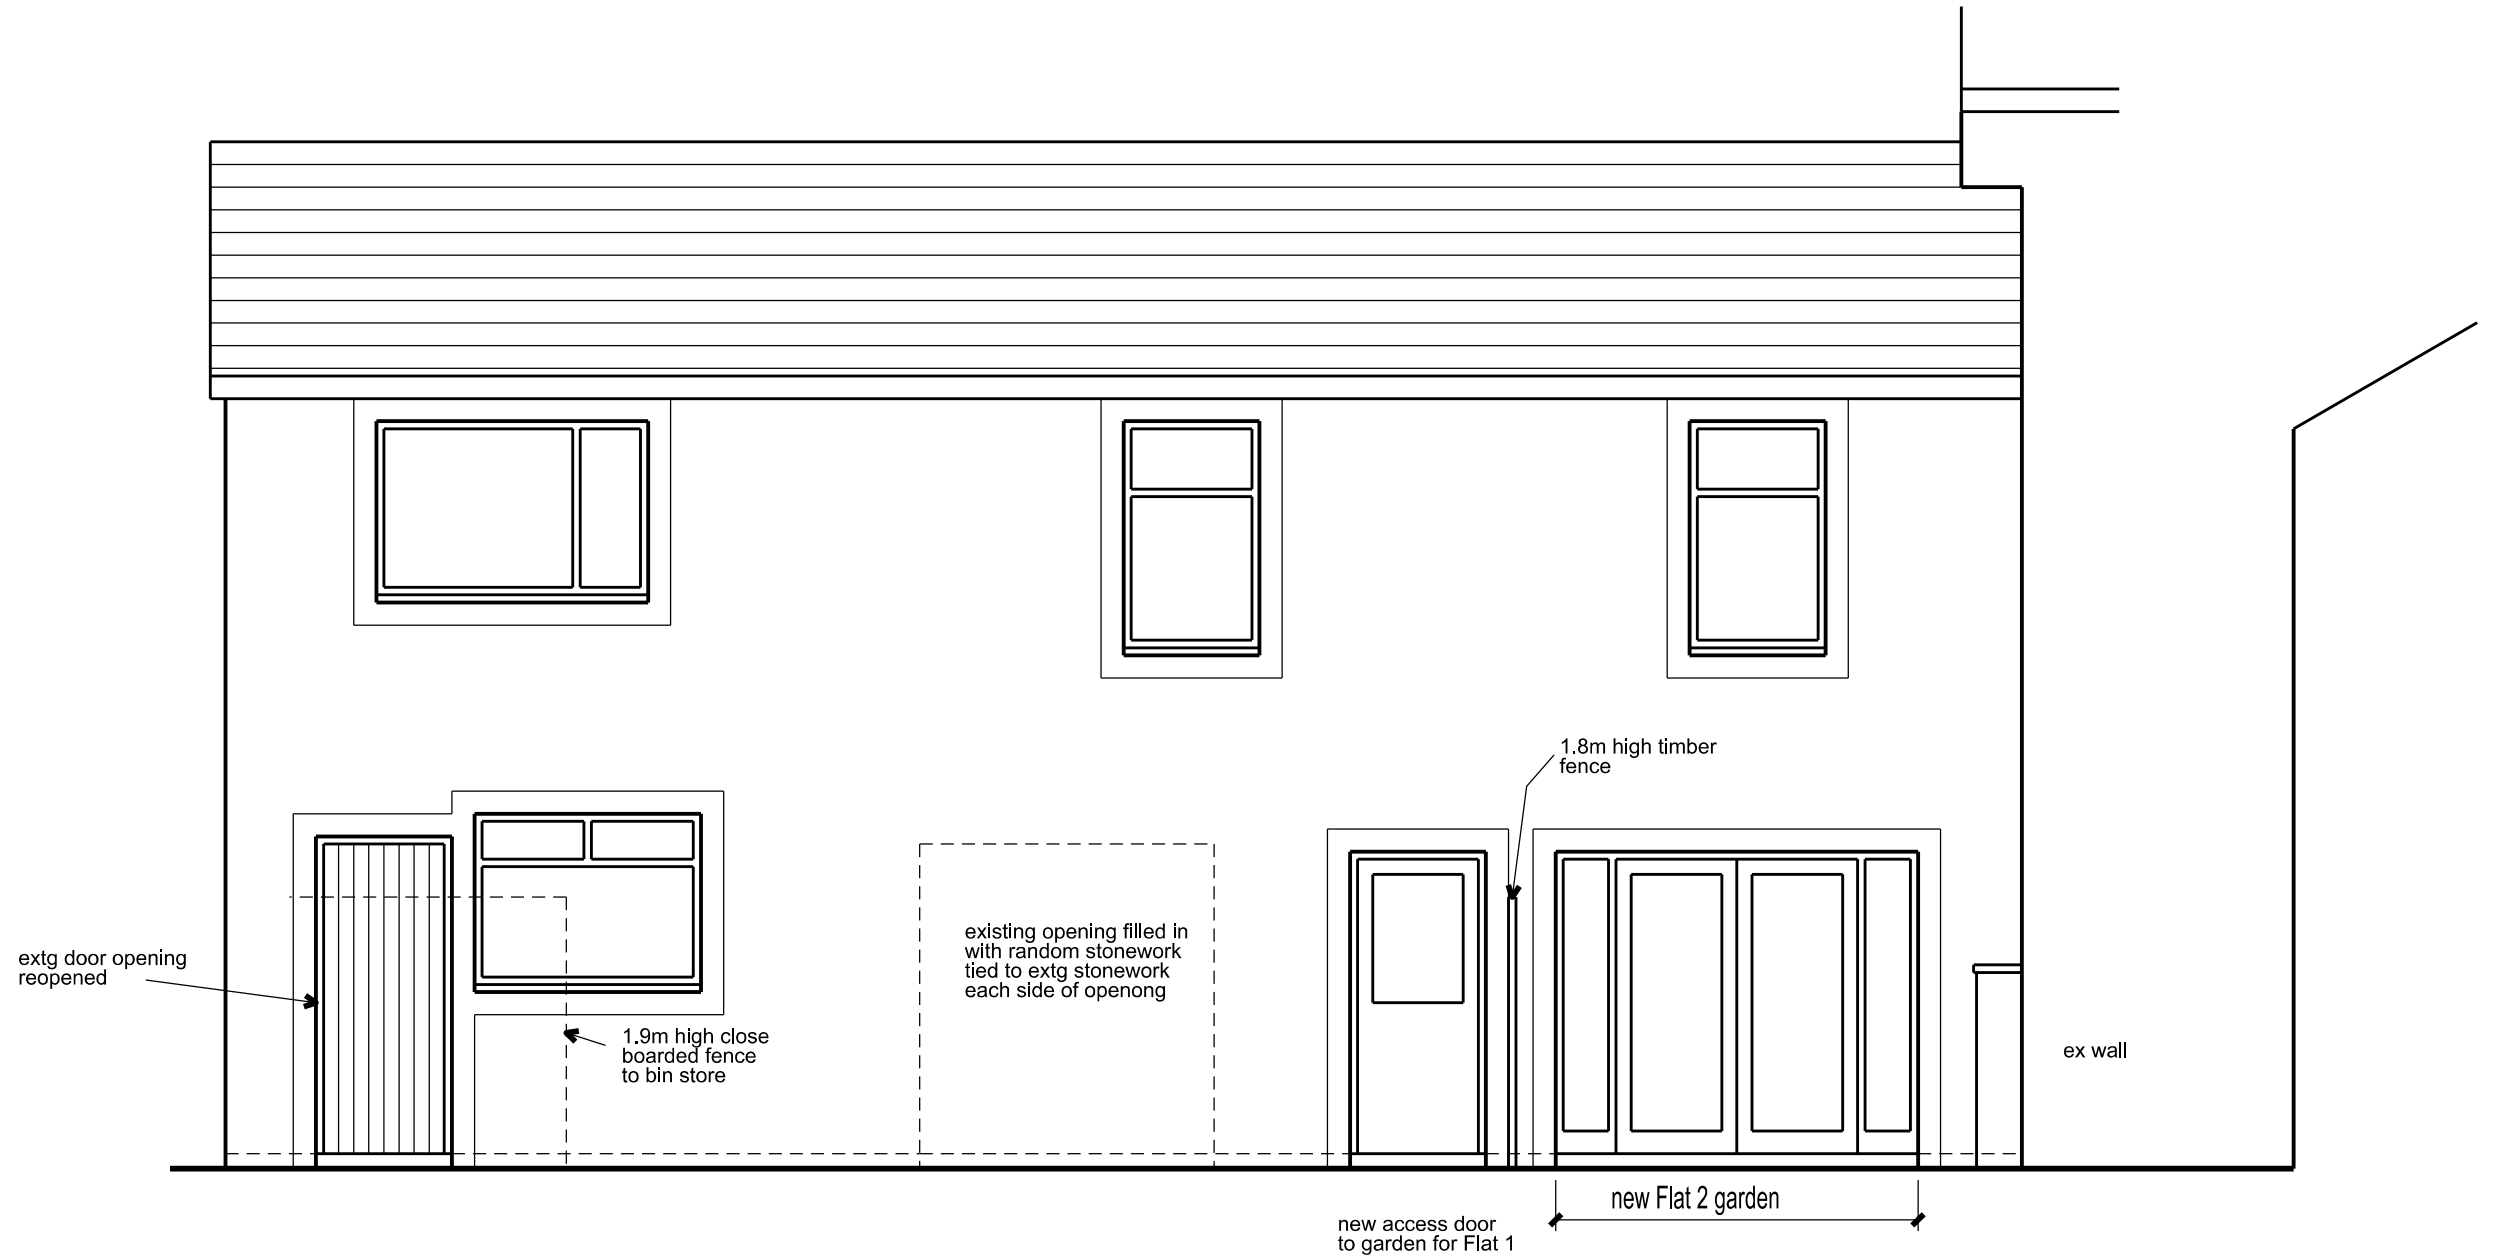 1.8m high timber
fence
existing opening filled in
with random stonework
tied to extg stonework
each side of openong
extg door opening
reopened
1.9m high close
boarded fence
to bin store
ex wall
new Flat 2 garden
new access door
to garden for Flat 1